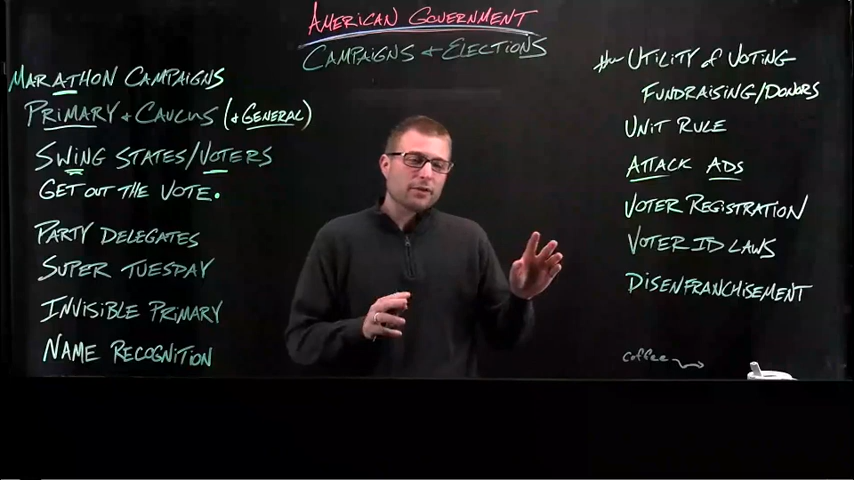 AMERICAN GOVERNMENT
CAMPAIGNS & ELECTIONS
MARATHON CAMPAIGNS
PRIMARY & CAUCUS (& GENERAL)
SWING STATES/VOTERS
GET OUT THE VOTE.
PARTY DELEGATES
SUPER TUESDAY
INVISIBLE PRIMARY
NAME RECOGNITION
the UTILITY of VOTING
FUNDRAISING/DONORS
UNIT RULE
ATTACK ADS
VOTER REGISTRATION
VOTER ID LAWS
DISENFRANCHISEMENT
coffee